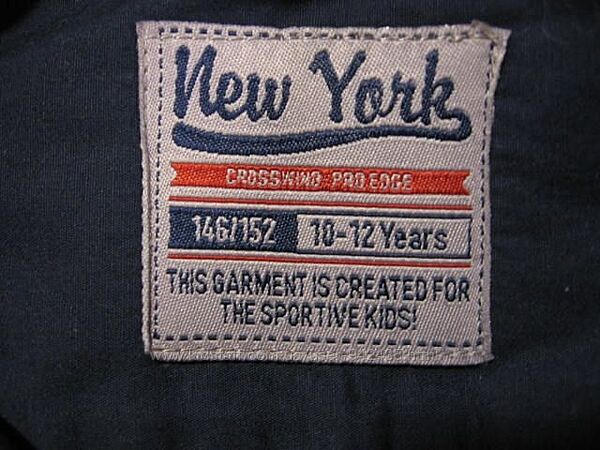 New York
CROSSWIND PRO EDGE
146/152 10-12 Years
THIS GARMENT IS CREATED FOR
THE SPORTIVE KIDS!